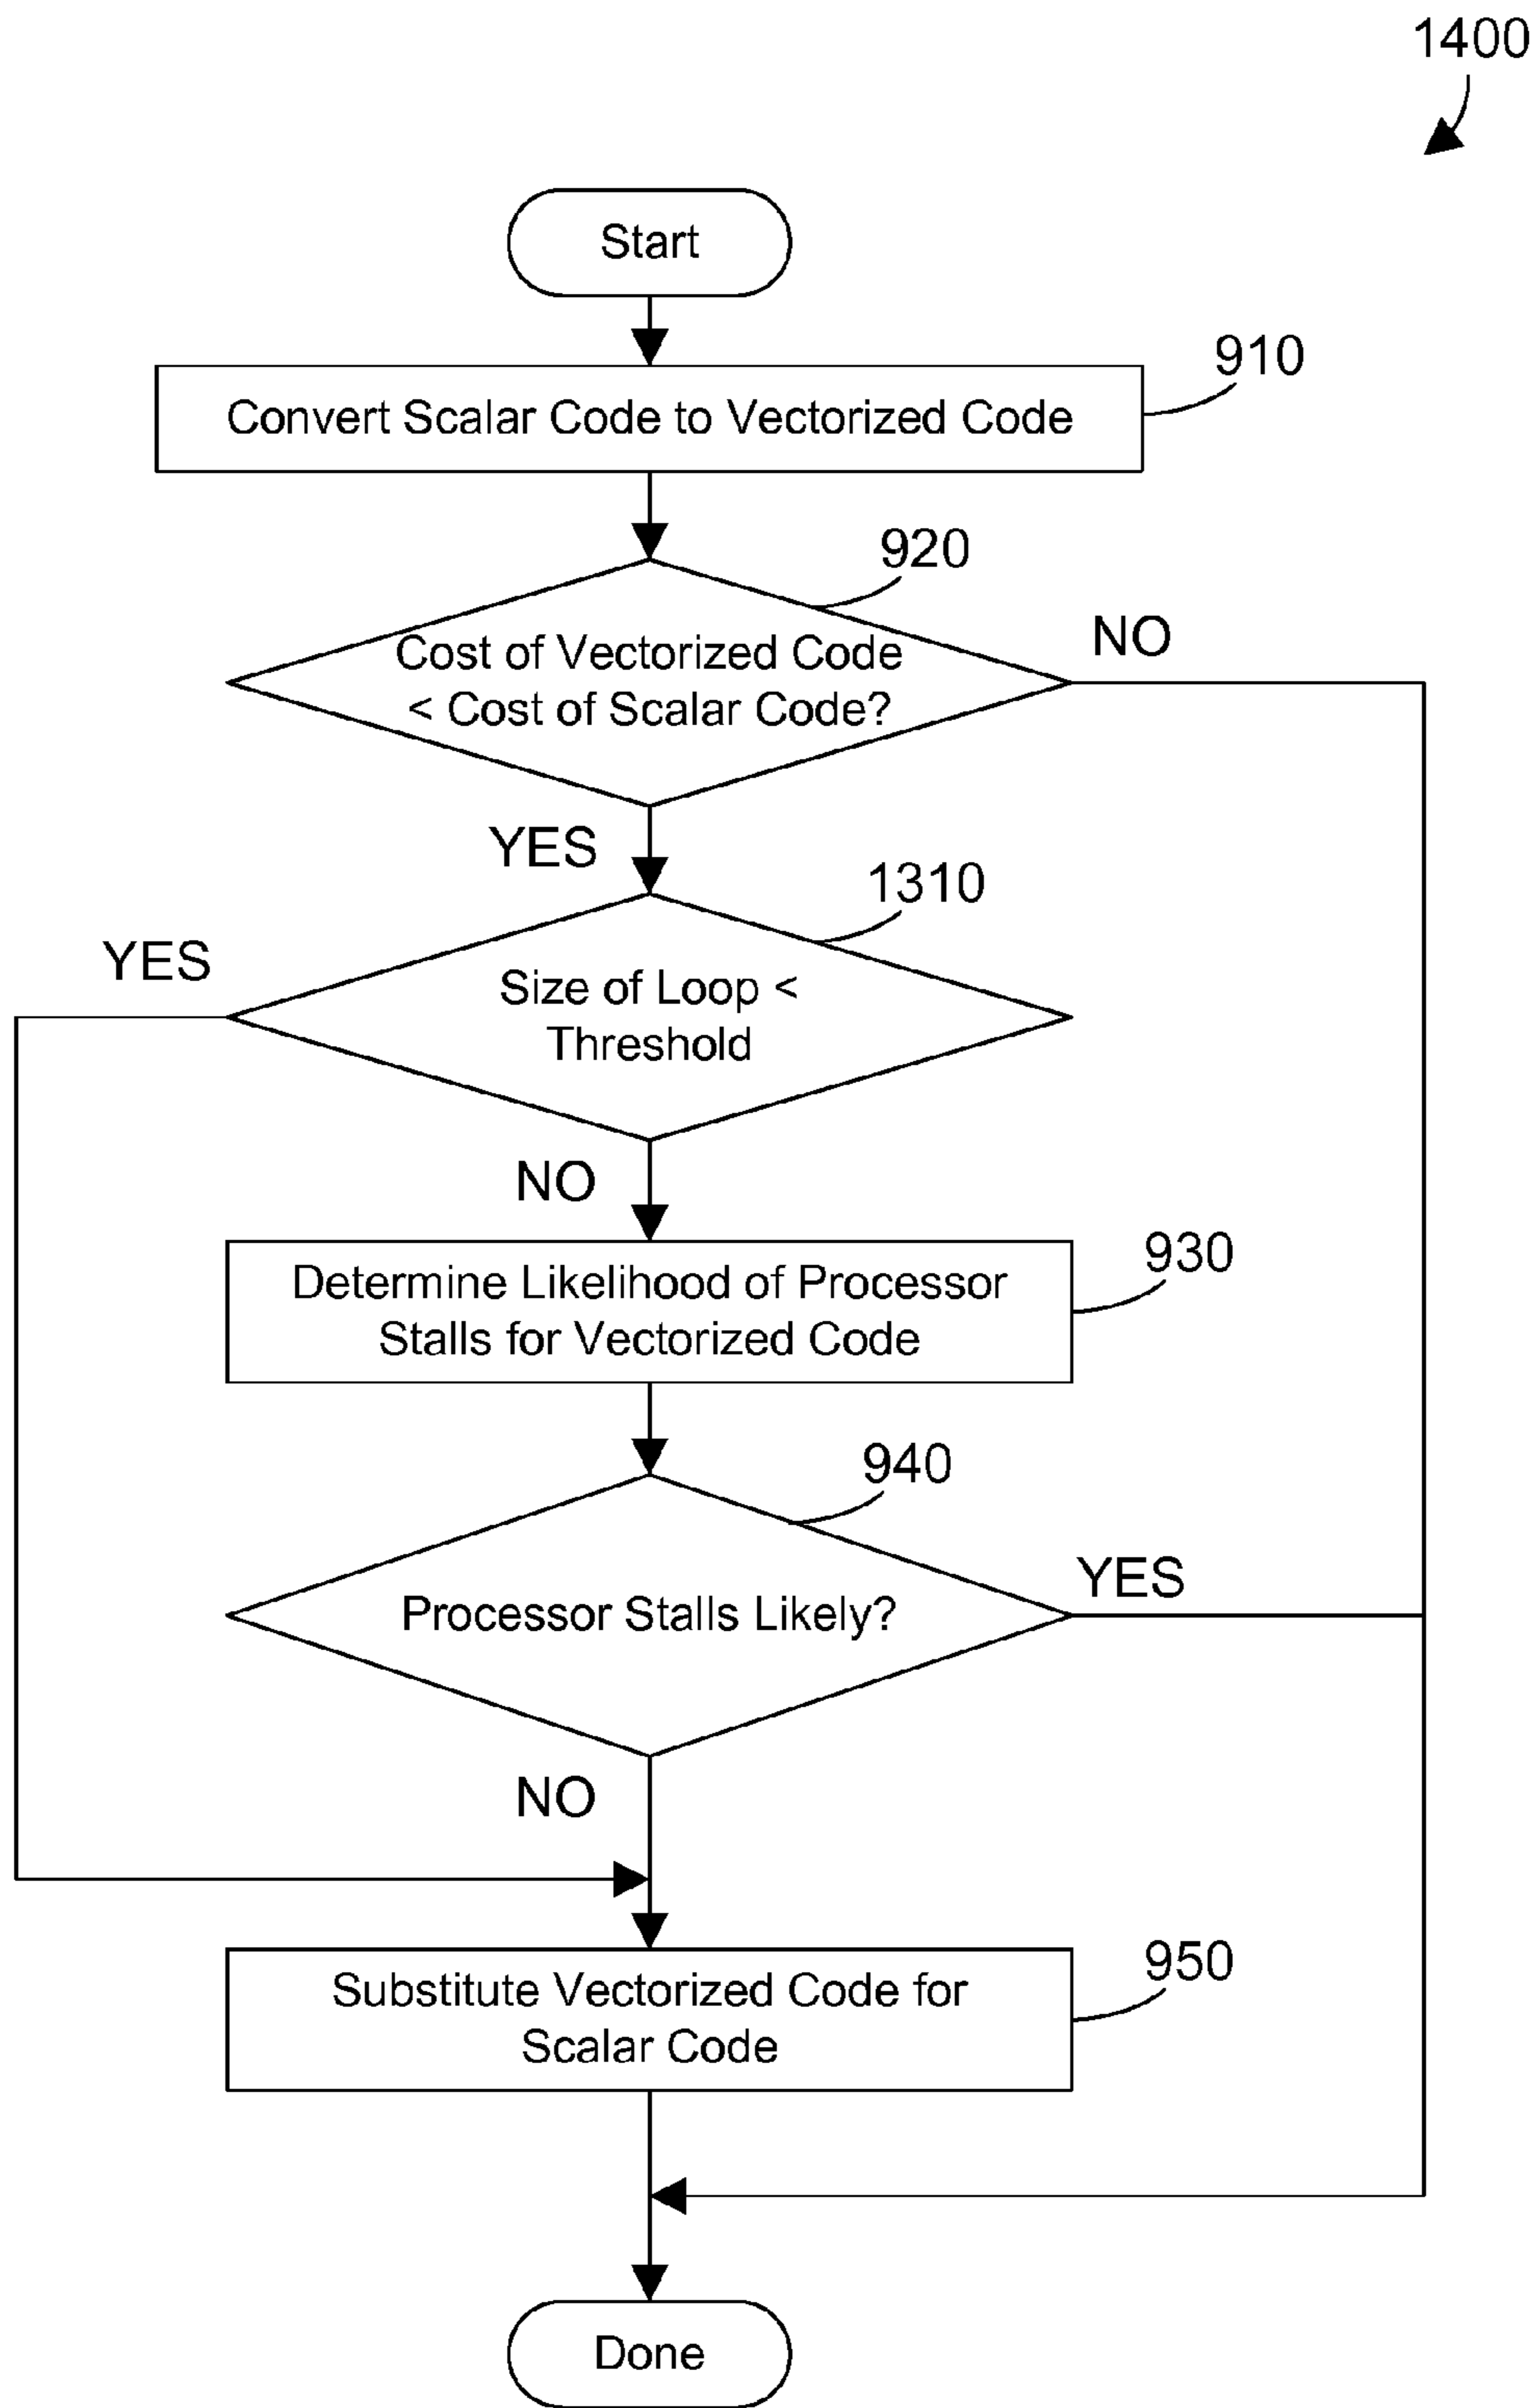 1400
Start
910
Convert Scalar Code to Vectorized Code
920
Cost of Vectorized Code
< Cost of Scalar Code?
NO
YES
1310
YES
Size of Loop <
Threshold
NO
930
Determine Likelihood of Processor
Stalls for Vectorized Code
940
Processor Stalls Likely?
YES
NO
950
Substitute Vectorized Code for
Scalar Code
Done